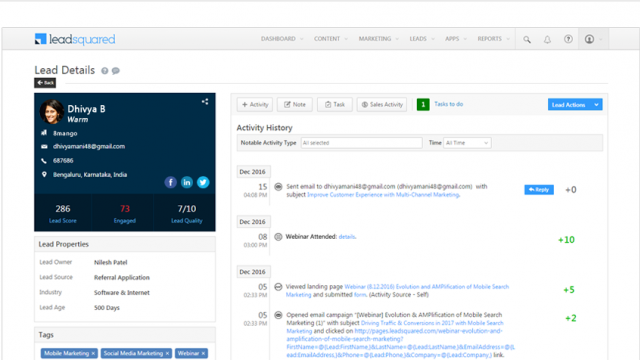 leadsquared
DASHBOARD CONTENT MARKETING LEADS APPS REPORTS
Lead Details
Back
Dhivya B
Warm
8mango
dhivyamani48@gmail.com
687686
Bengaluru, Karnataka, India
286 73 7/10
Lead Score Engaged Lead Quality
Lead Properties
Lead Owner Nilesh Patel
Lead Source Referral Application
Industry Software & Internet
Lead Age 500 Days
Tags
Mobile Marketing × Social Media Marketing × Webinar ×
+ Activity Note Task Sales Activity 1 Tasks to do Lead Actions
Activity History
Notable Activity Type All selected Time All Time
Dec 2016
15 Sent email to dhivyamani48@gmail.com (dhivyamani48@gmail.com) with Reply +0
04:08 PM subject Improve Customer Experience with Multi-Channel Marketing.
Dec 2016
08 Webinar Attended: details. +10
03:00 PM
Dec 2016
05 Viewed landing page Webinar (8.12.2016) Evolution and AMPlification of Mobile Search +5
02:33 PM Marketing and submitted form. (Activity Source - Self)
05 Opened email campaign "[Webinar] Evolution & AMPlification of Mobile Search +2
02:33 PM Marketing (1)" with subject Driving Traffic & Conversions in 2017 with Mobile
Search Marketing and clicked on http://pages.leadsquared.com/webinar-evolution-and-
amplification-of-mobile-search-marketing?
FirstName=@{Lead:FirstName,}&LastName=@{Lead:LastName,}&EmailAddress=@{L
ead:EmailAddress,}&Phone=@{Lead:Phone,}&Company=@{Lead:Company,} link.